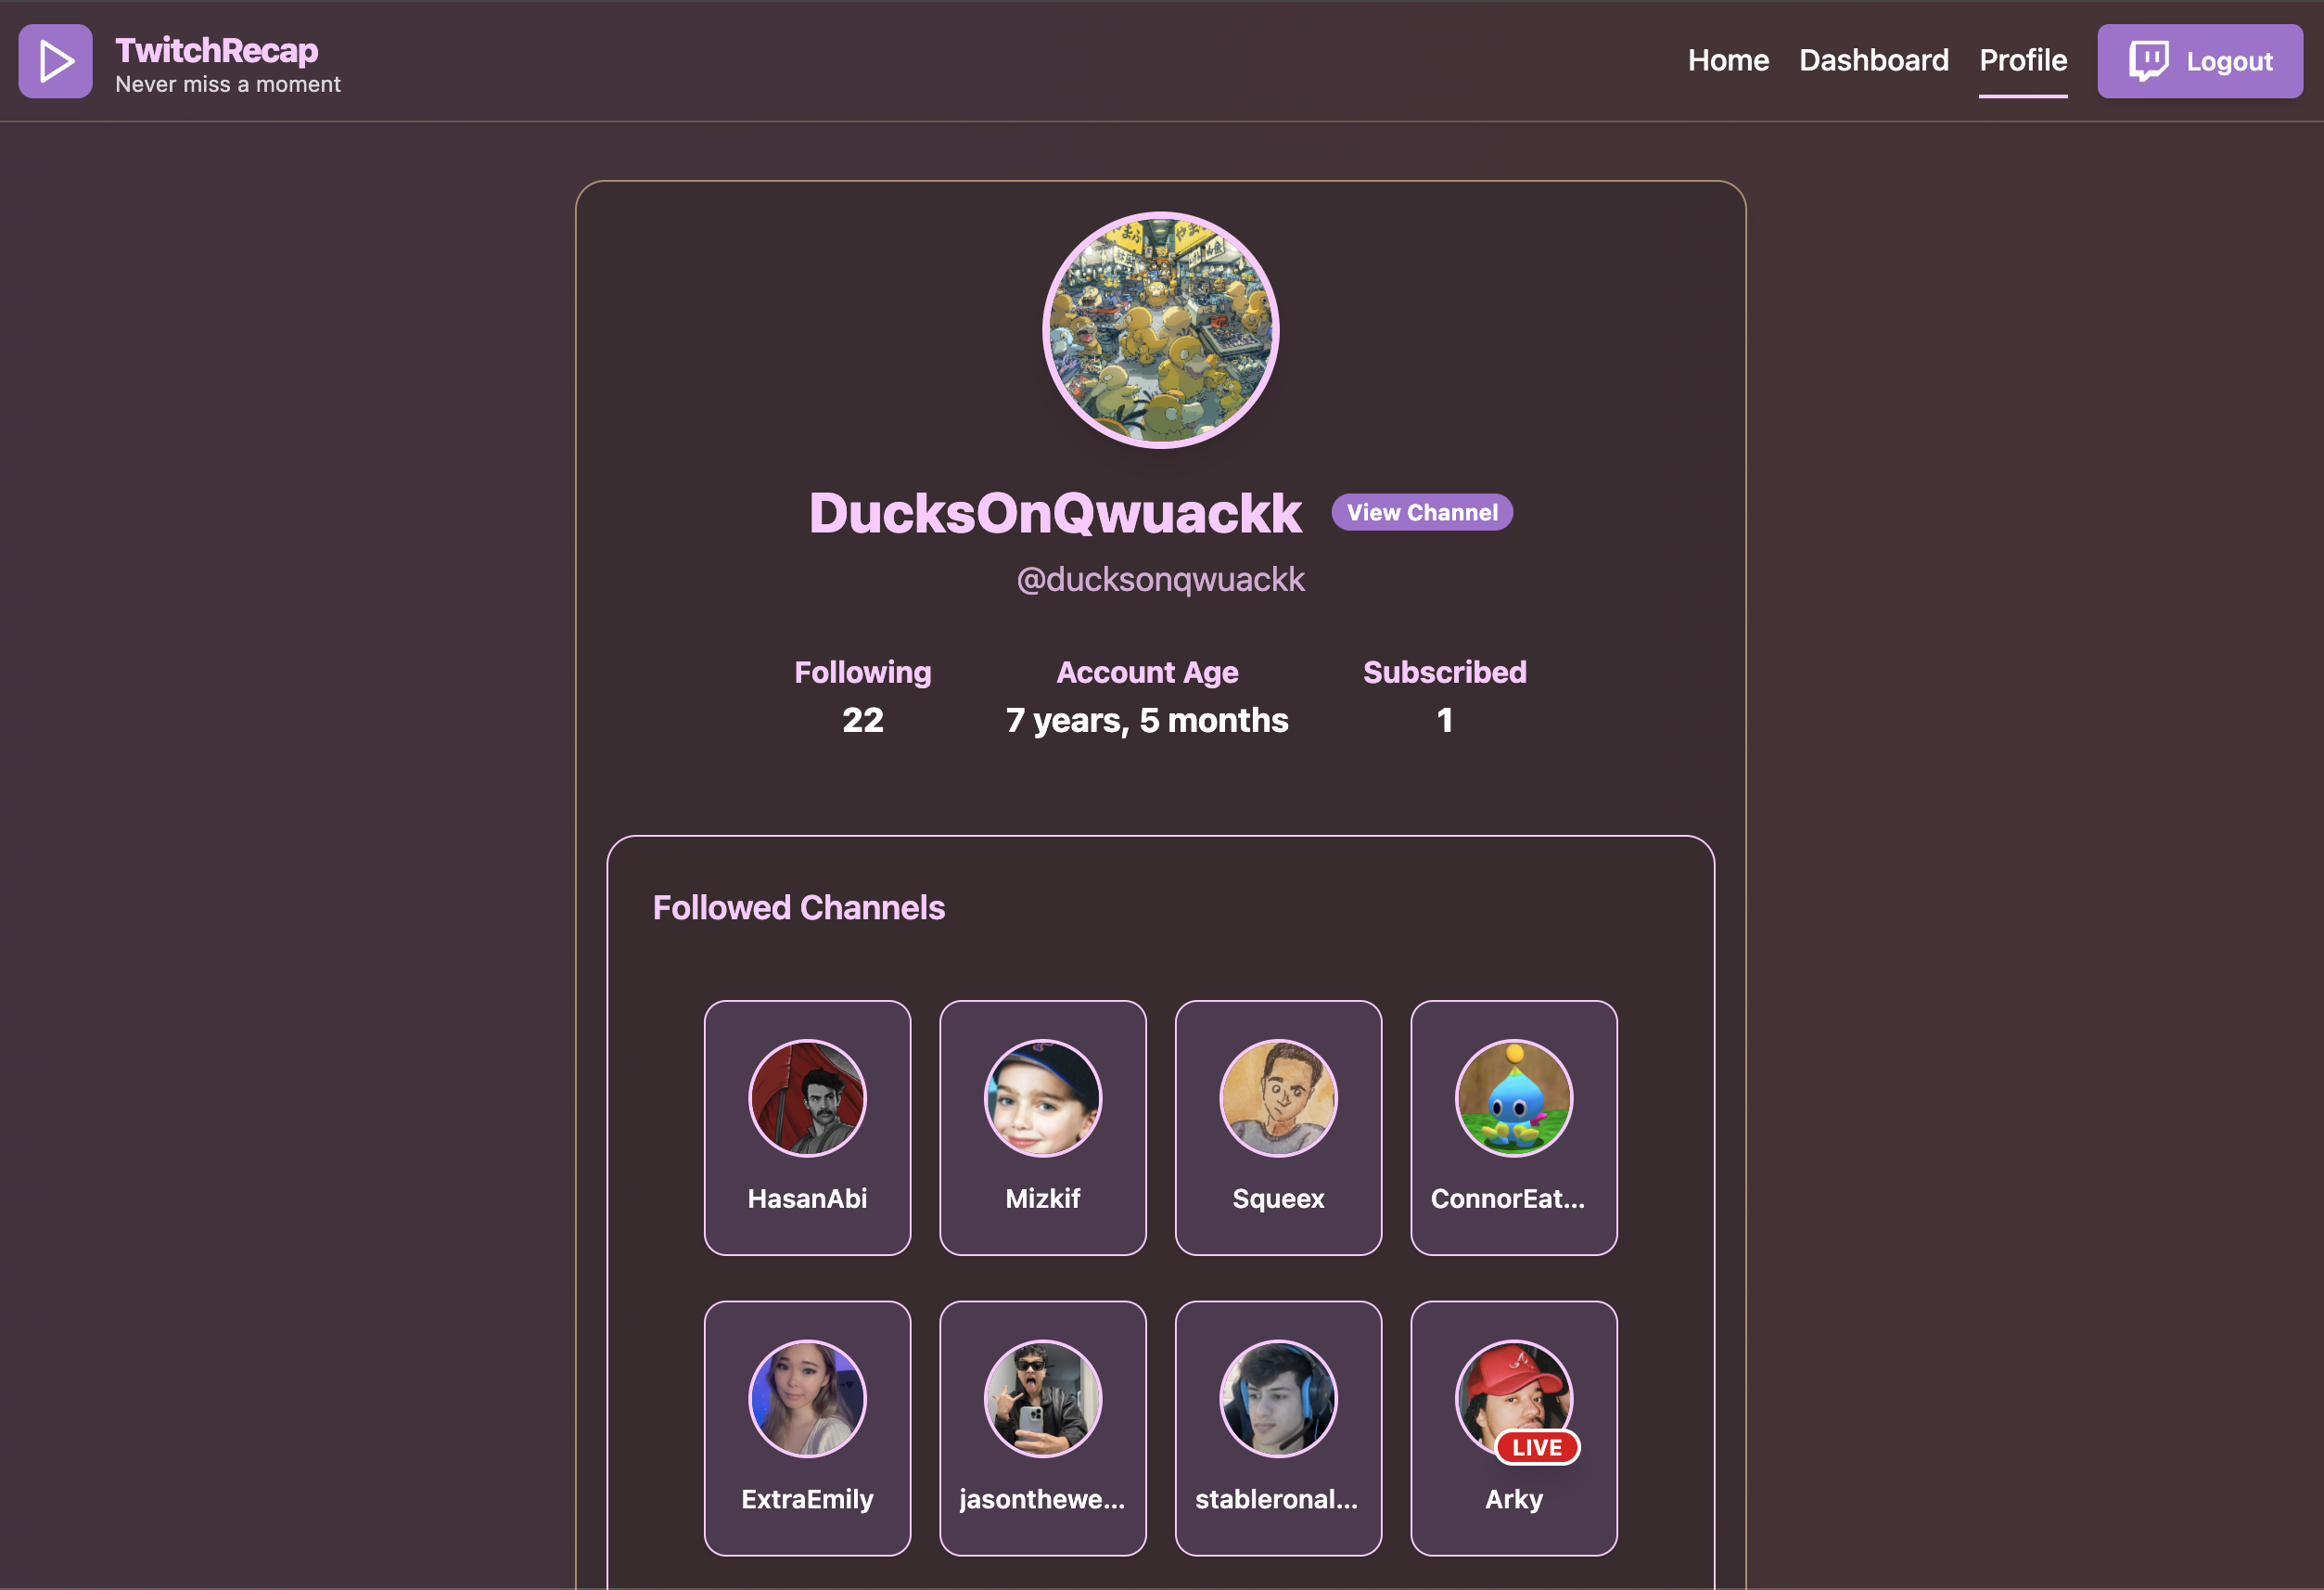 TwitchRecap
Never miss a moment
Home
Dashboard
Profile
Logout
DucksOnQwuackk
View Channel
@ducksonqwuackk
Following
Account Age
Subscribed
22
7 years, 5 months
1
Followed Channels
HasanAbi
Mizkif
Squeex
ConnorEat...
LIVE
ExtraEmily
jasonthewe...
stableronal...
Arky